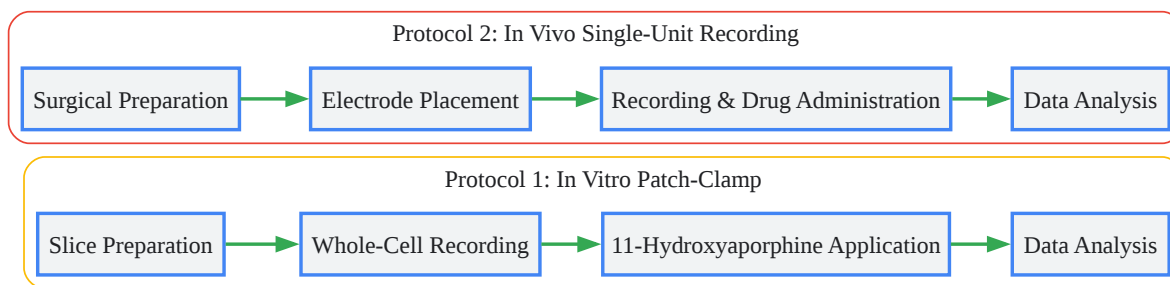 Protocol 2: In Vivo Single-Unit Recording
Surgical Preparation
Electrode Placement
Recording & Drug Administration
Data Analysis
Protocol 1: In Vitro Patch-Clamp
Slice Preparation
Whole-Cell Recording
11-Hydroxyaporphine Application
Data Analysis